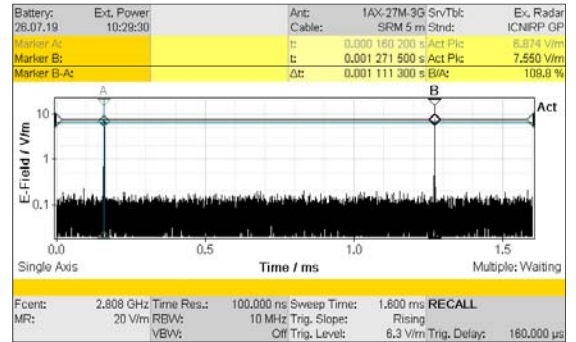 Battery: Ext. Power Ant: 1AX-27M-3G SrvTbl: Ex. Radar
26.07.19 10:29:30 Cable: SRM 5 m Stnd: ICNIRP GP
Marker A: t: 0.000 160 200 s Act Pk: 6.874 V/m
Marker B: t: 0.001 271 500 s Act Pk: 7.550 V/m
Marker B-A: Δt: 0.001 111 300 s B/A: 109.8 %
A B
Act
10
1
0.1
E-Field / V/m
0.0 0.5 1.0 1.5
Single Axis Time / ms Multiple: Waiting
Fcent: 2.808 GHz Time Res.: 100.000 ns Sweep Time: 1.600 ms RECALL
MR: 20 V/m RBW: 10 MHz Trig. Slope: Rising
VBW: Off Trig. Level: 6.3 V/m Trig. Delay: 160.000 µs